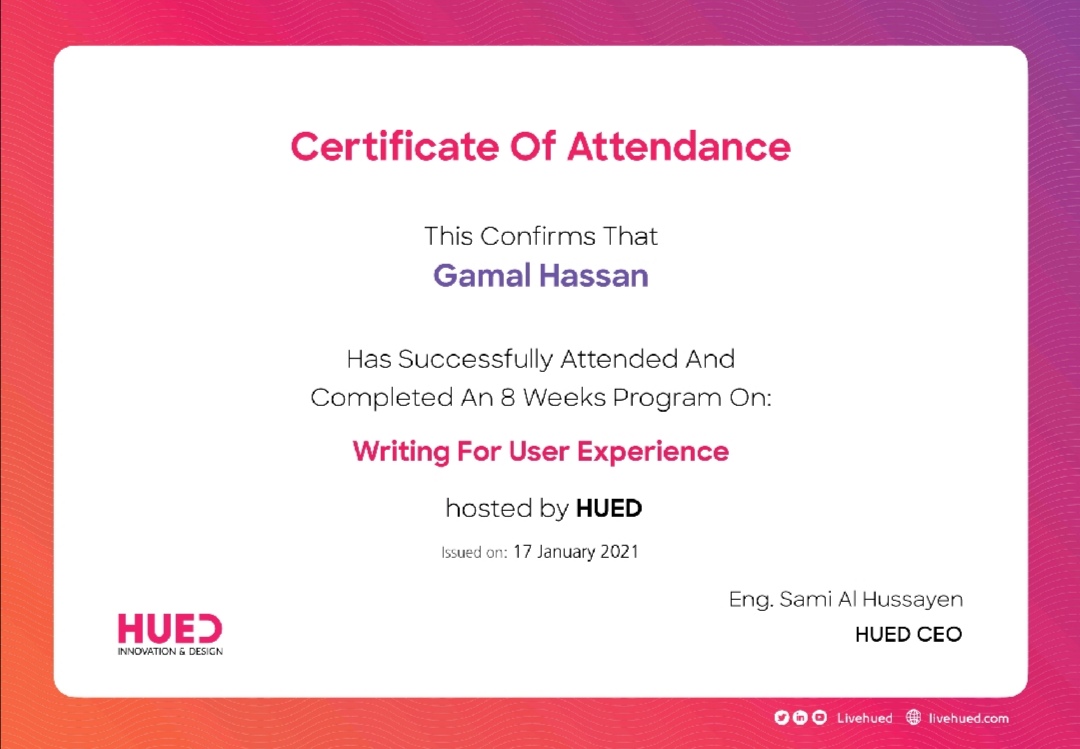 Certificate Of Attendance
This Confirms That
Gamal Hassan
Has Successfully Attended And
Completed An 8 Weeks Program On:
Writing For User Experience
hosted by HUED
Issued on: 17 January 2021
Eng. Sami Al Hussayen
HUED CEO
HUED
INNOVATION & DESIGN
Livehued livehued.com